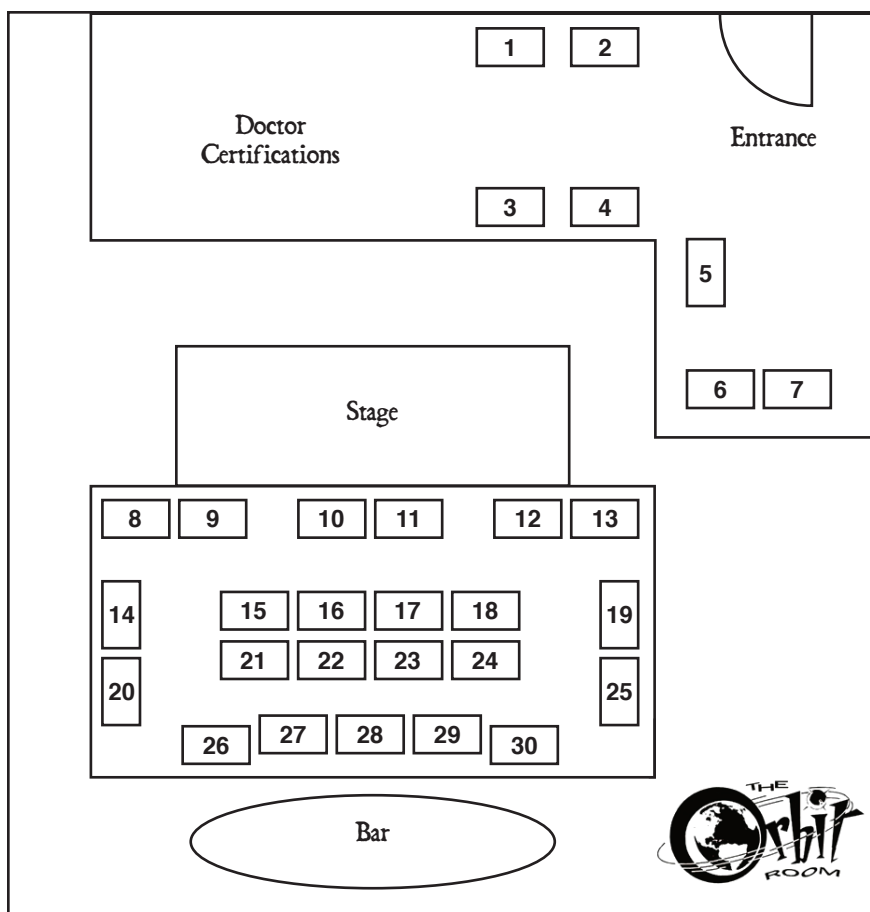 1 2
Doctor
Certifications
Entrance
3 4
5
6 7
Stage
8 9 10 11 12 13
14 15 16 17 18 19
20 21 22 23 24 25
26 27 28 29 30
Bar
THE
Orbit
ROOM